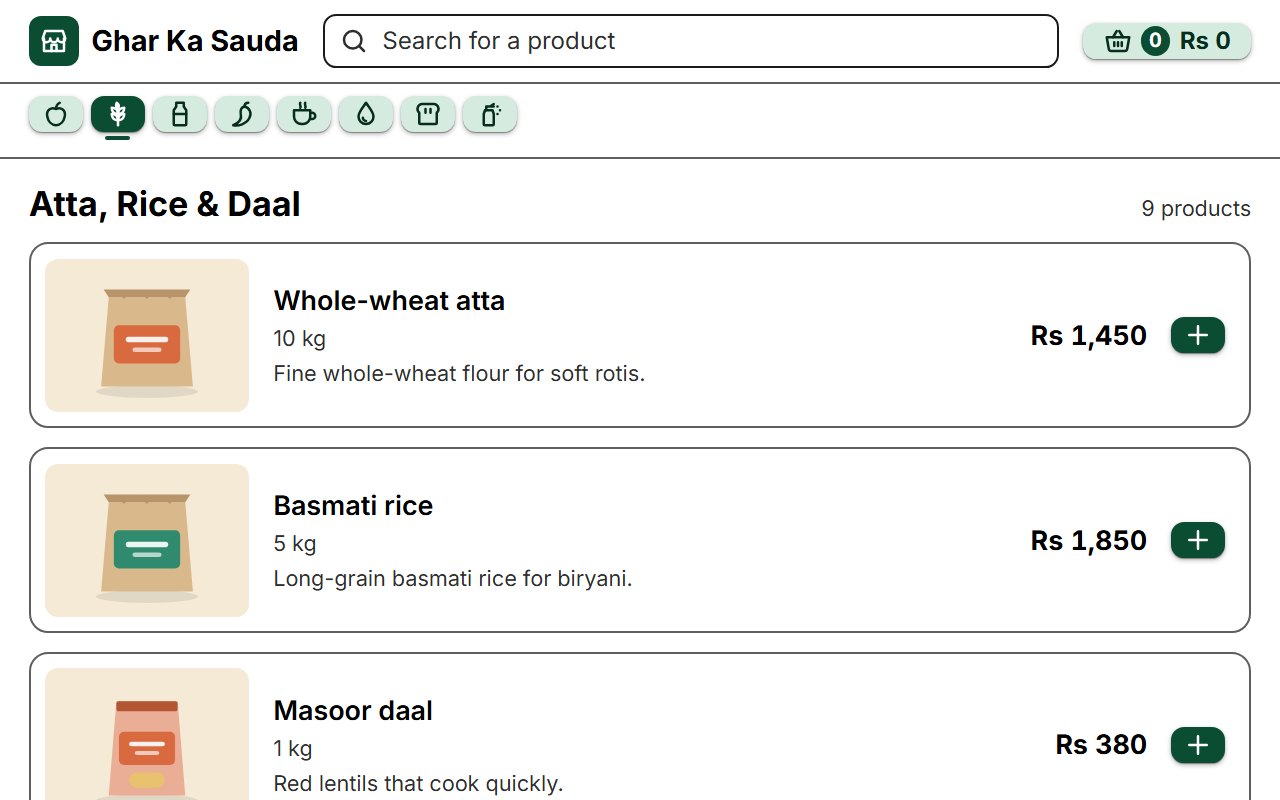 Ghar Ka Sauda
Search for a product
0 Rs 0
Atta, Rice & Daal
9 products
Whole-wheat atta
10 kg
Fine whole-wheat flour for soft rotis.
Rs 1,450
Basmati rice
5 kg
Long-grain basmati rice for biryani.
Rs 1,850
Masoor daal
1 kg
Red lentils that cook quickly.
Rs 380